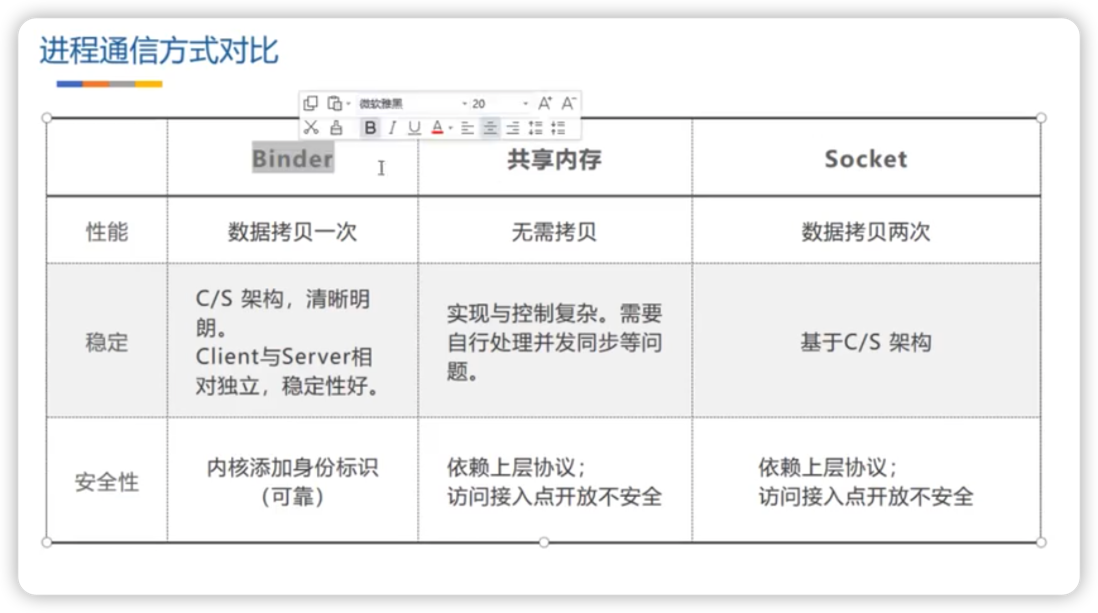 进程通信方式对比
微软雅黑 20 A+ A-
B I U A
Binder 共享内存 Socket
性能 数据拷贝一次 无需拷贝 数据拷贝两次
稳定
C/S 架构，清晰明
朗。
Client与Server相
对独立，稳定性好。
实现与控制复杂。需要
自行处理并发同步等问
题。
基于C/S 架构
安全性
内核添加身份标识
（可靠）
依赖上层协议；
访问接入点开放不安全
依赖上层协议；
访问接入点开放不安全